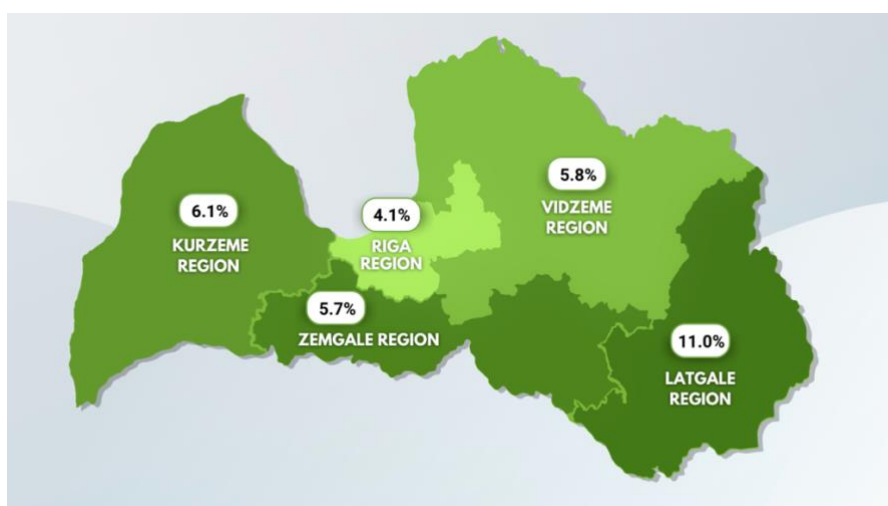 6.1%
KURZEME
REGION
4.1%
RIGA
REGION
5.8%
VIDZEME
REGION
5.7%
ZEMGALE REGION
11.0%
LATGALE
REGION